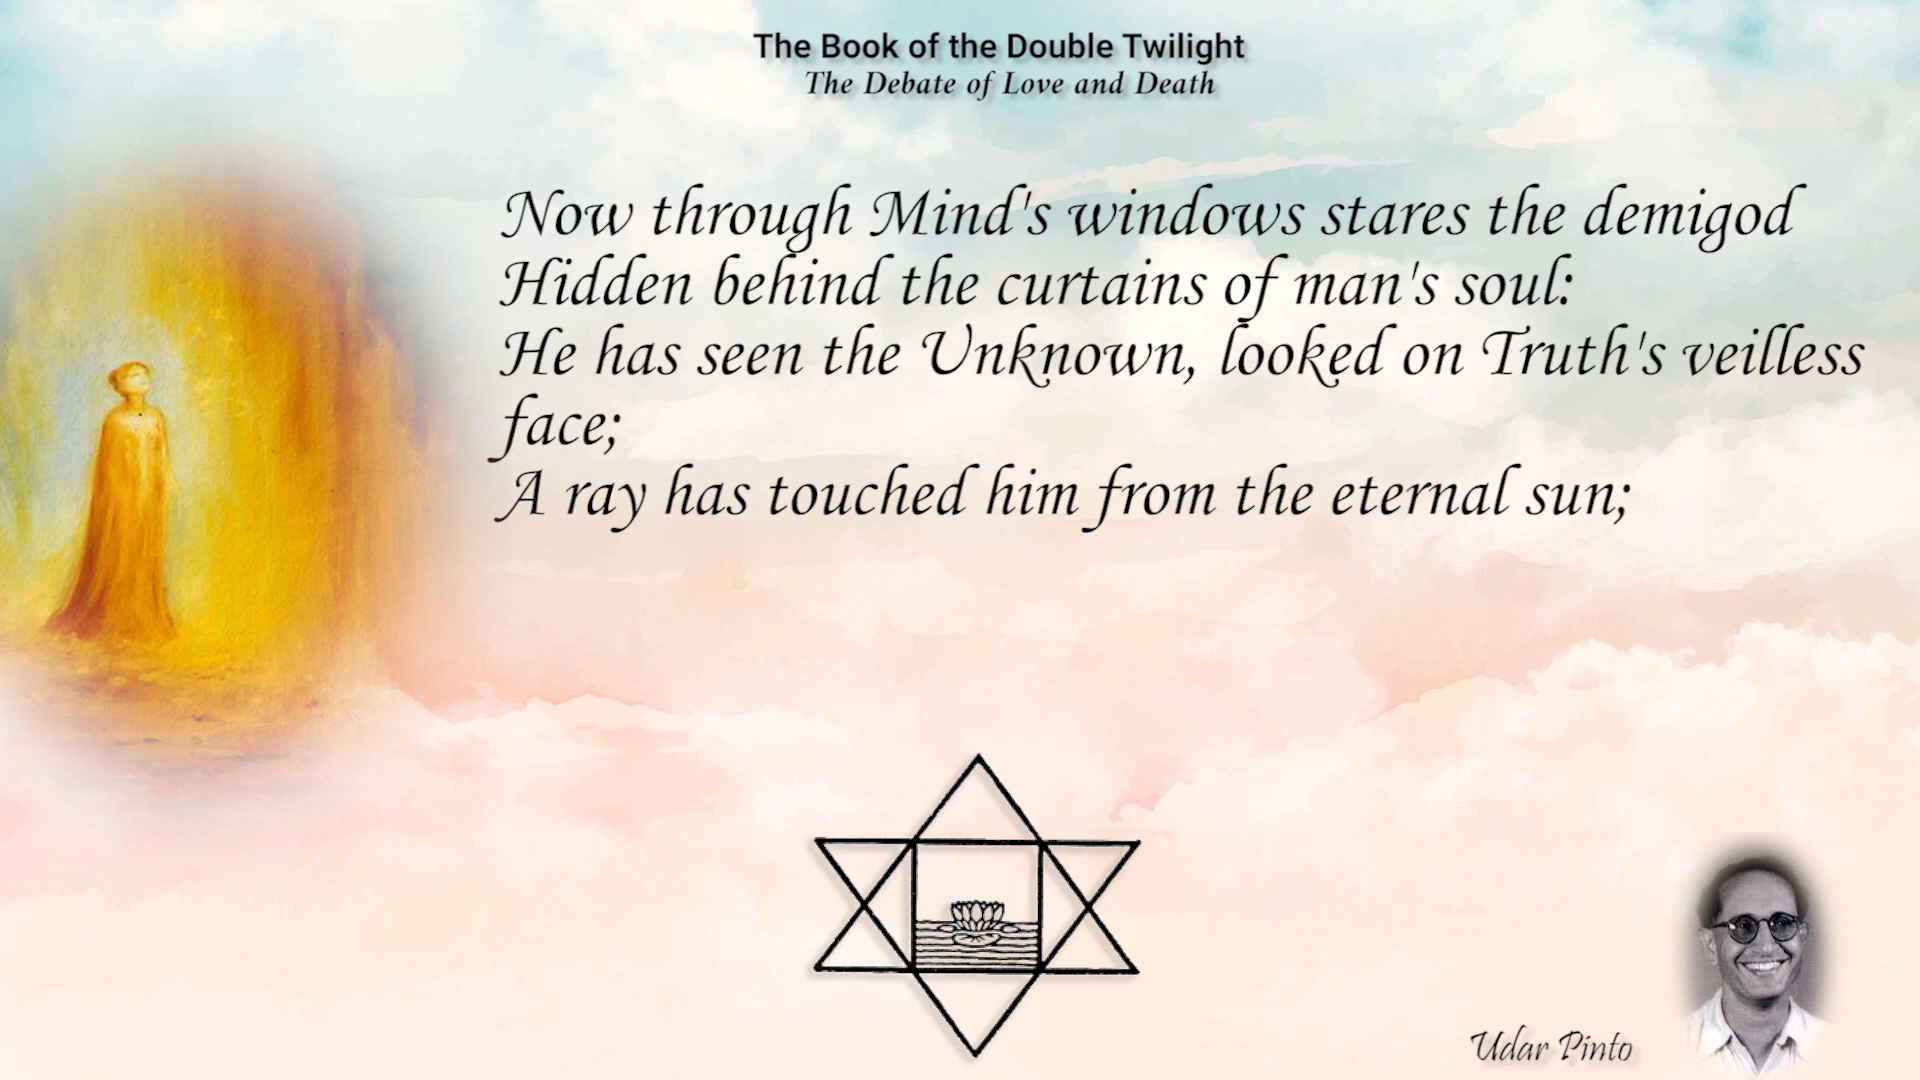 The Book of the Double Twilight
The Debate of Love and Death
Now through Mind's windows stares the demigod
Hidden behind the curtains of man's soul:
He has seen the Unknown, looked on Truth's veilless
face;
A ray has touched him from the eternal sun;
Udar Pinto